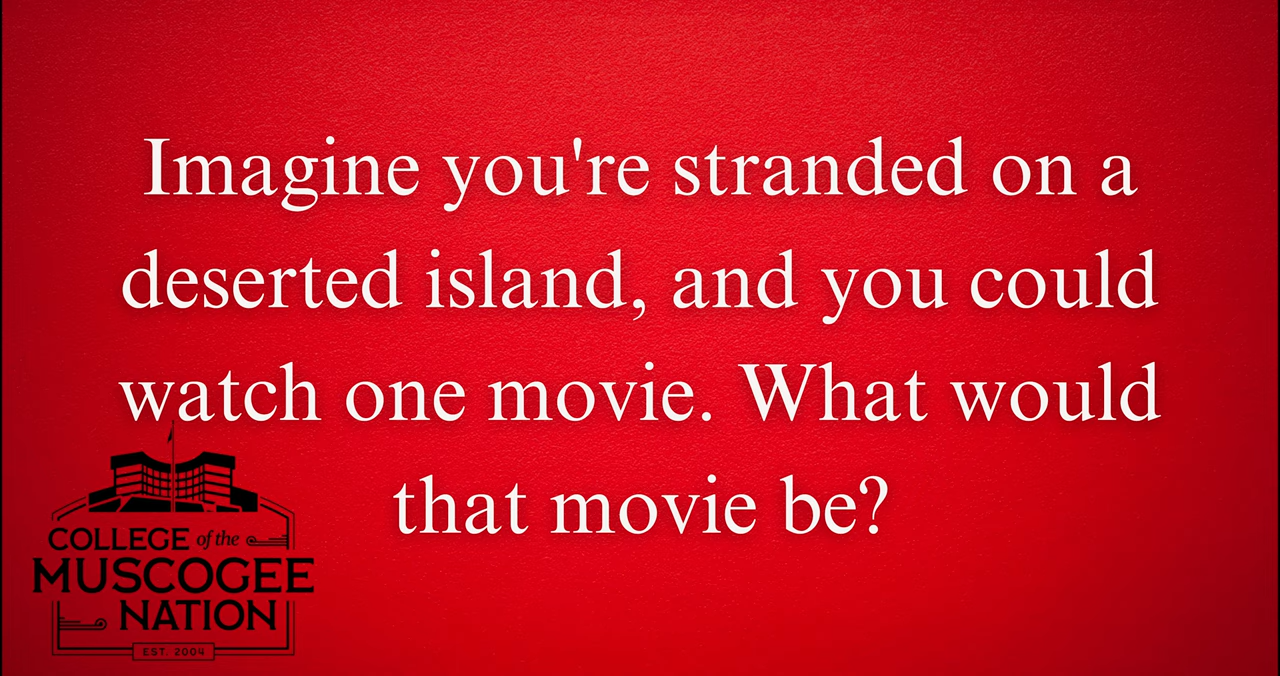 Imagine you're stranded on a
deserted island, and you could
watch one movie. What would
that movie be?
COLLEGE of the
MUSCOGEE
NATION
EST. 2004